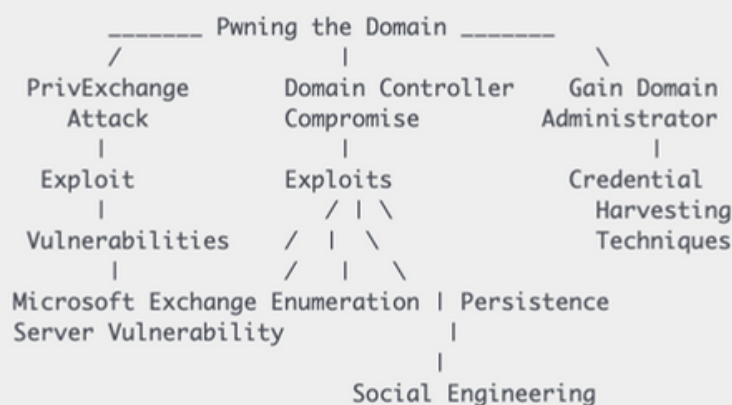 _______ Pwning the Domain _______
/ | \
PrivExchange Domain Controller Gain Domain
Attack Compromise Administrator
| | |
Exploit Exploits Credential
| / | \ Harvesting
Vulnerabilities / | \ Techniques
| / | \
Microsoft Exchange Enumeration | Persistence
Server Vulnerability |
|
Social Engineering